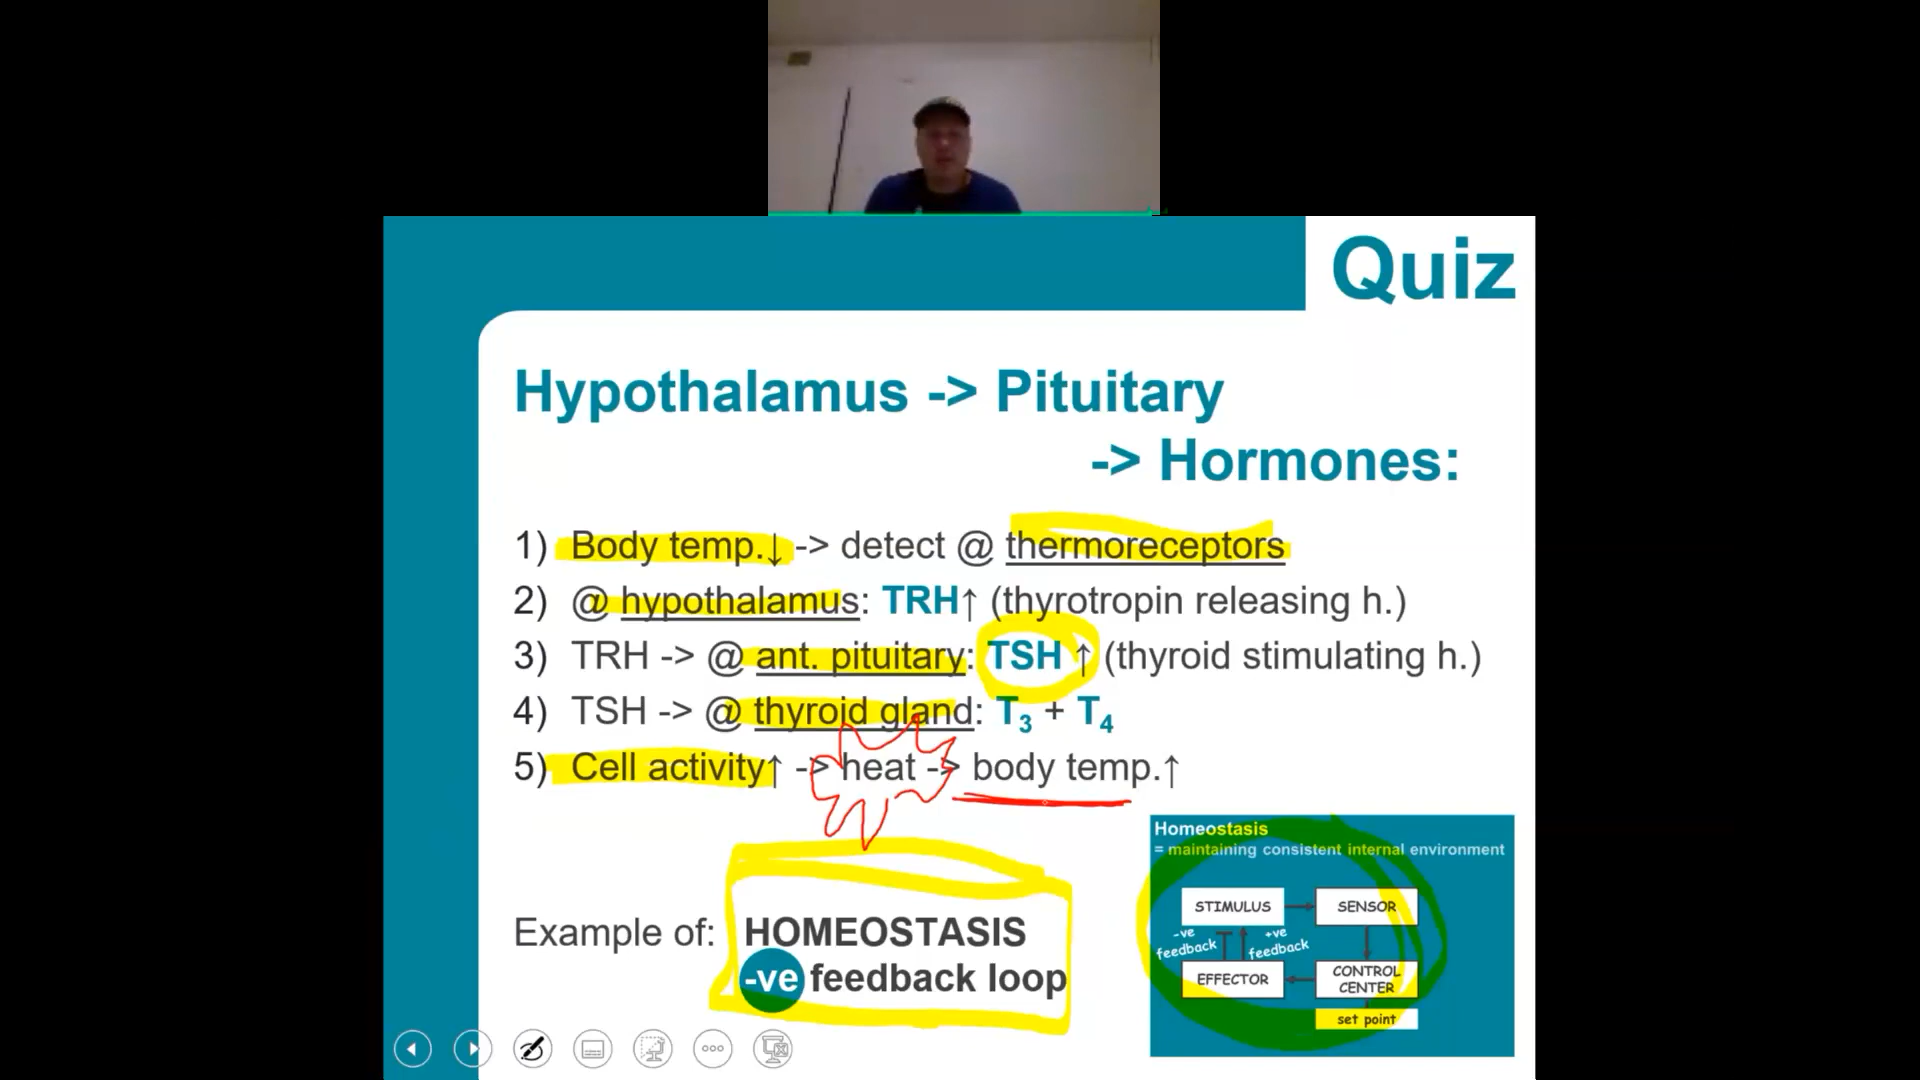 Quiz
Hypothalamus -> Pituitary
-> Hormones:
1) Body temp.↓ -> detect @ thermoreceptors
2) @ hypothalamus: TRH↑ (thyrotropin releasing h.)
3) TRH -> @ ant. pituitary: TSH ↑ (thyroid stimulating h.)
4) TSH -> @ thyroid gland: T₃ + T₄
5) Cell activity↑ -> heat -> body temp.↑
Example of: HOMEOSTASIS
-ve feedback loop
Homeostasis
= maintaining consistent internal environment
STIMULUS
SENSOR
-ve
feedback
+ve
feedback
EFFECTOR
CONTROL
CENTER
set point